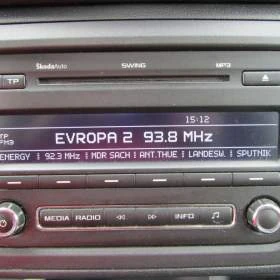 ŠkodaAuto SWING MP3
TP
15:12
TP
FM3
EVROPA 2 93.8 MHz
ENERGY ¦ 92.3 MHz ¦ MDR SACH ¦ ANT.THUE ¦ LANDESW. ¦ SPUTNIK
MEDIA RADIO INFO